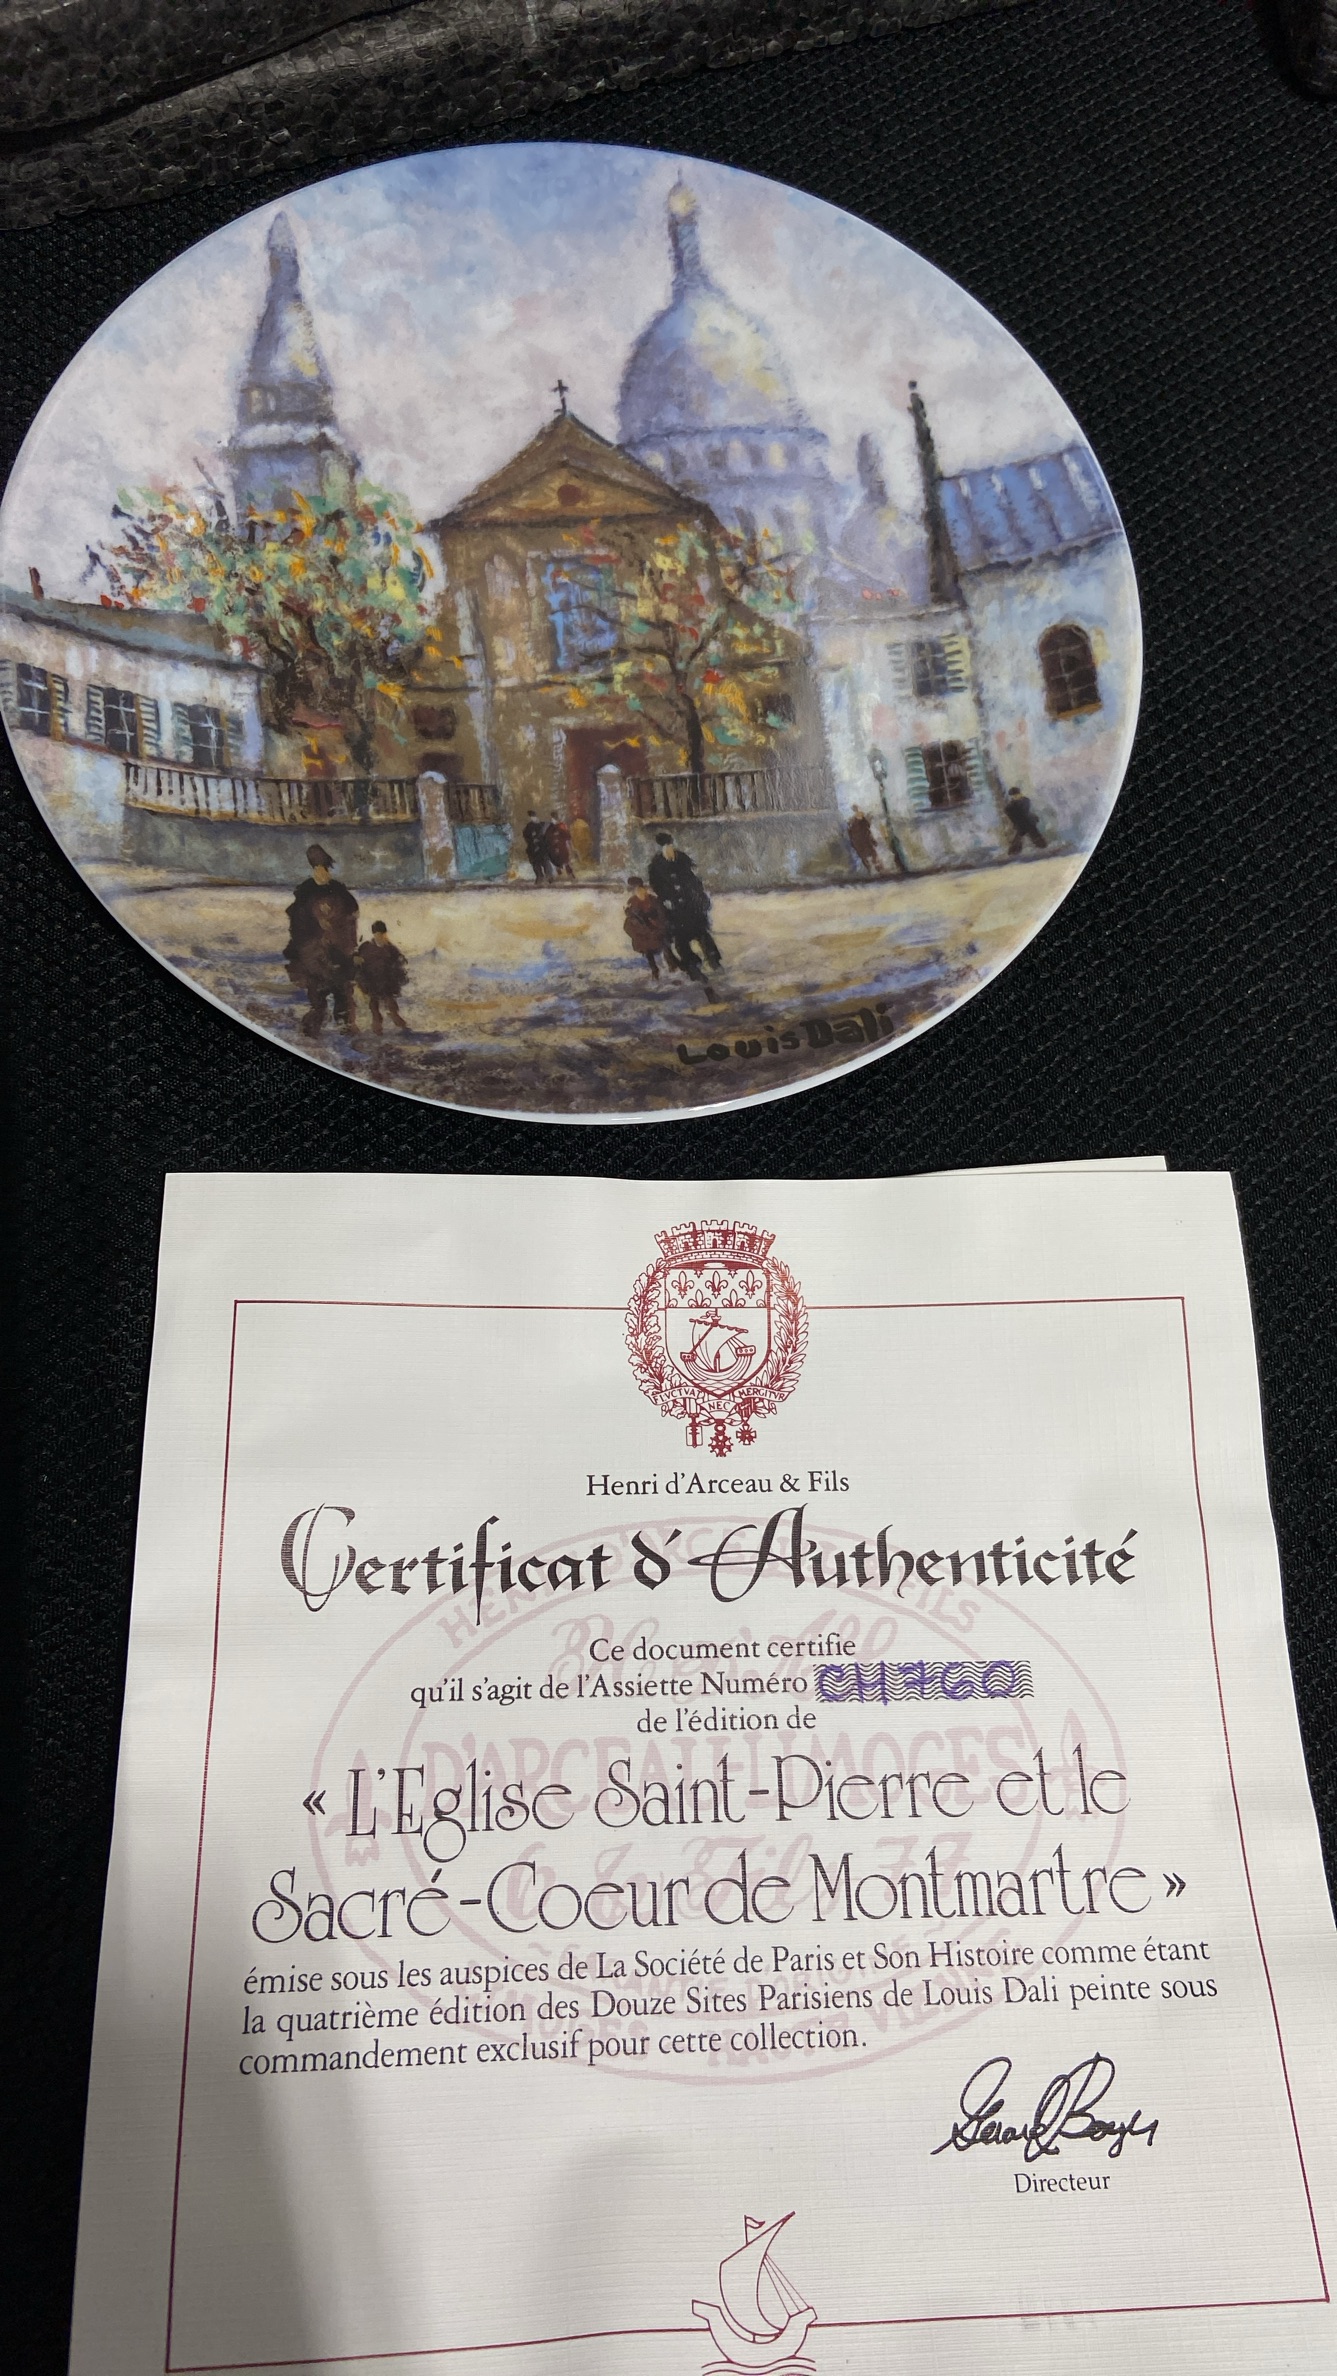 Louis Dali
FLVCTVAT NEC MERGITVR
Henri d'Arceau & Fils
Certificat d'Authenticité
Ce document certifie
qu'il s'agit de l'Assiette Numéro CH760
de l'édition de
« L'Eglise Saint-Pierre et le
Sacré-Coeur de Montmartre »
émise sous les auspices de La Société de Paris et Son Histoire comme étant
la quatrième édition des Douze Sites Parisiens de Louis Dali peinte sous
commandement exclusif pour cette collection.
Directeur
D'ARCEAU-LIMOGES